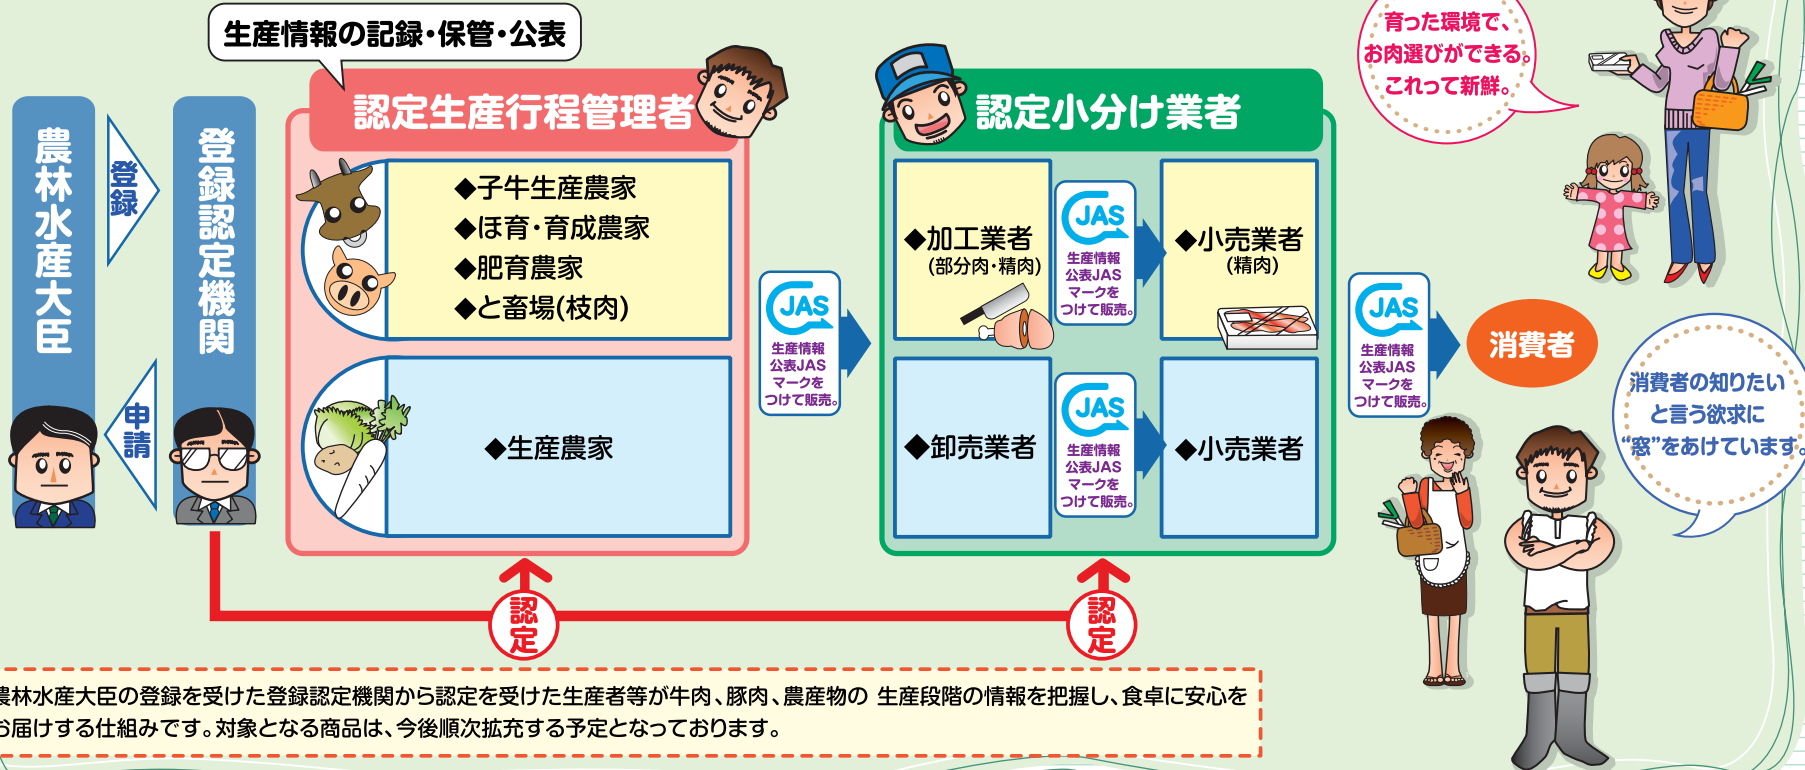 生産情報の記録・保管・公表
農林水産大臣
登録
申請
登録認定機関
認定生産行程管理者
◆子牛生産農家
◆ほ育・育成農家
◆肥育農家
◆と畜場(枝肉)
◆生産農家
JAS
生産情報
公表JAS
マークを
つけて販売。
認定小分け業者
◆加工業者
(部分肉・精肉)
JAS
生産情報
公表JAS
マークを
つけて販売。
◆小売業者
(精肉)
◆卸売業者
JAS
生産情報
公表JAS
マークを
つけて販売。
◆小売業者
JAS
生産情報
公表JAS
マークを
つけて販売。
消費者
育った環境で、
お肉選びができる。
これって新鮮。
消費者の知りたい
と言う欲求に
“窓”をあけています。
認定
認定
農林水産大臣の登録を受けた登録認定機関から認定を受けた生産者等が牛肉、豚肉、農産物の 生産段階の情報を把握し、食卓に安心を
お届けする仕組みです。対象となる商品は、今後順次拡充する予定となっております。